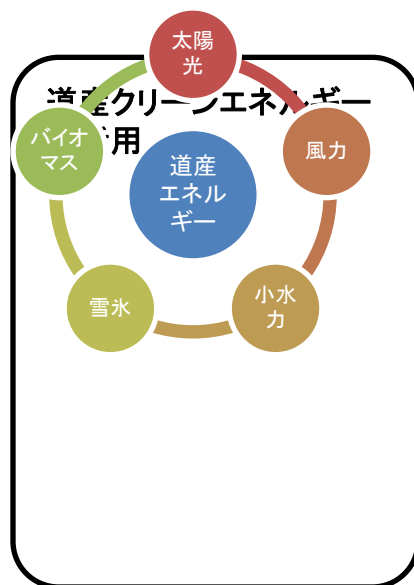 太陽
光
道産クリーンエネルギー
用
バイオ
マス
風力
道産
エネル
ギー
雪氷
小水
力